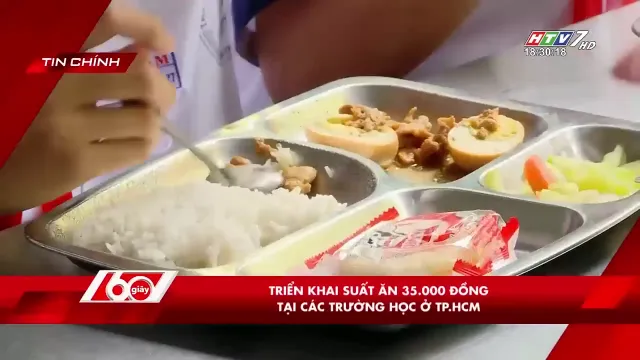 TIN CHÍNH
HTV7 HD
18:30:18
60 giây
TRIỂN KHAI SUẤT ĂN 35.000 ĐỒNG
TẠI CÁC TRƯỜNG HỌC Ở TP.HCM